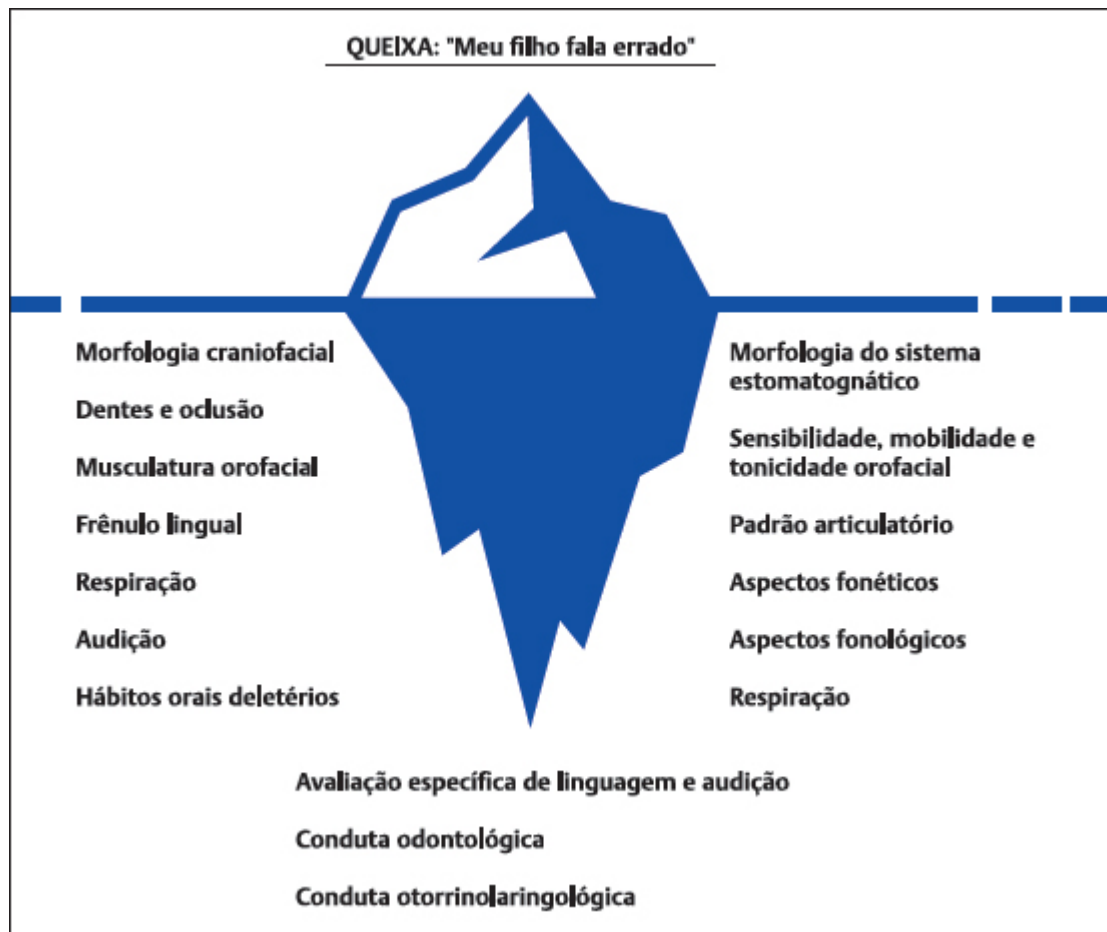 QUEIXA: "Meu filho fala errado"
Morfologia craniofacial
Dentes e oclusão
Musculatura orofacial
Frênulo lingual
Respiração
Audição
Hábitos orais deletérios
Morfologia do sistema
estomatognático
Sensibilidade, mobilidade e
tonicidade orofacial
Padrão articulatório
Aspectos fonéticos
Aspectos fonológicos
Respiração
Avaliação específica de linguagem e audição
Conduta odontológica
Conduta otorrinolaringológica